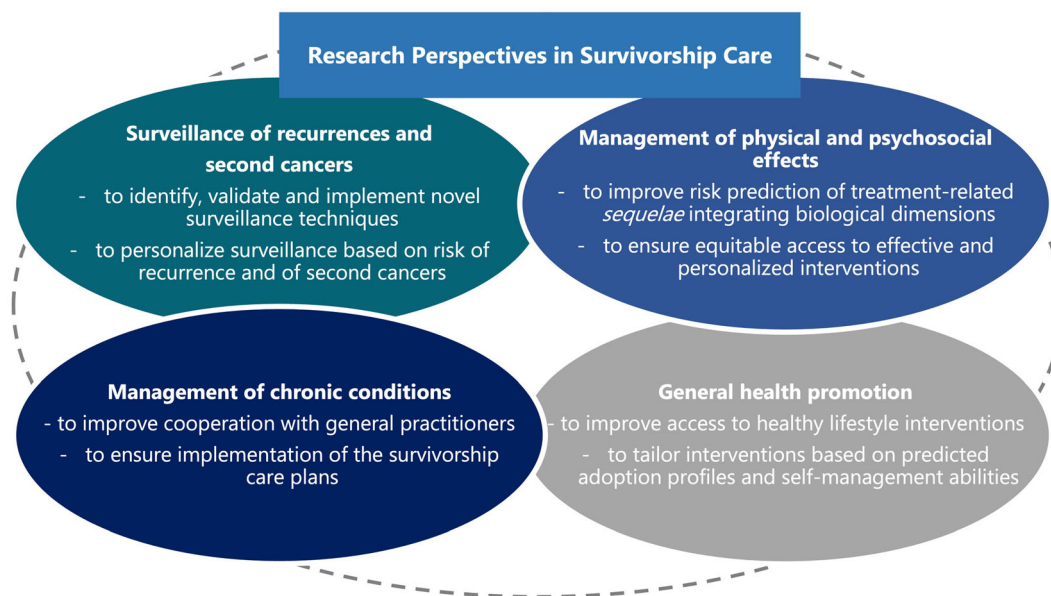 Research Perspectives in Survivorship Care
Surveillance of recurrences and
second cancers
- to identify, validate and implement novel
surveillance techniques
- to personalize surveillance based on risk of
recurrence and of second cancers
Management of physical and psychosocial
effects
- to improve risk prediction of treatment-related
sequelae integrating biological dimensions
- to ensure equitable access to effective and
personalized interventions
Management of chronic conditions
- to improve cooperation with general practitioners
- to ensure implementation of the survivorship
care plans
General health promotion
- to improve access to healthy lifestyle interventions
- to tailor interventions based on predicted
adoption profiles and self-management abilities